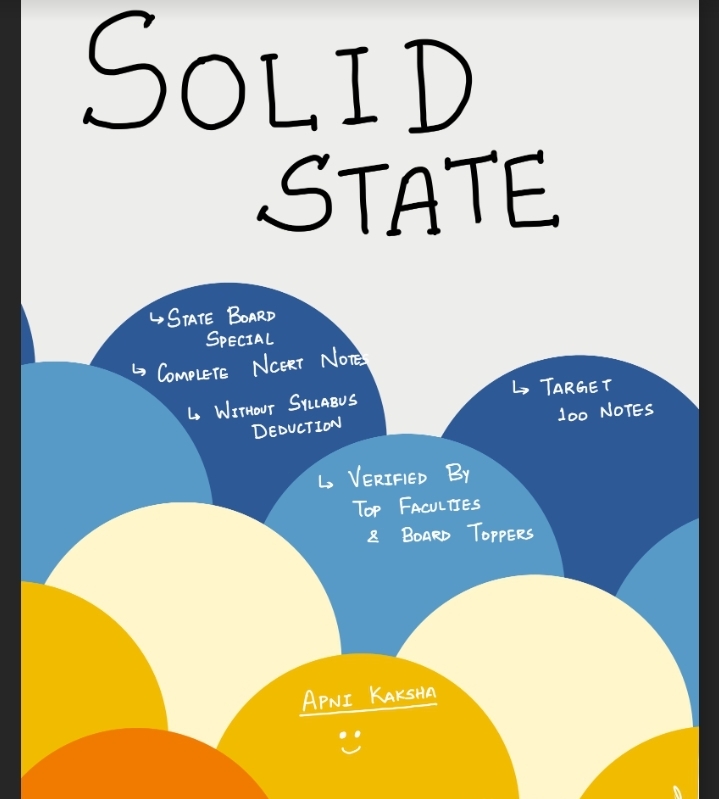 SOLID
STATE
↳ STATE BOARD
SPECIAL
↳ COMPLETE NCERT NOTES
↳ WITHOUT SYLLABUS
DEDUCTION
↳ TARGET
100 NOTES
↳ VERIFIED BY
TOP FACULTIES
& BOARD TOPPERS
APNI KAKSHA